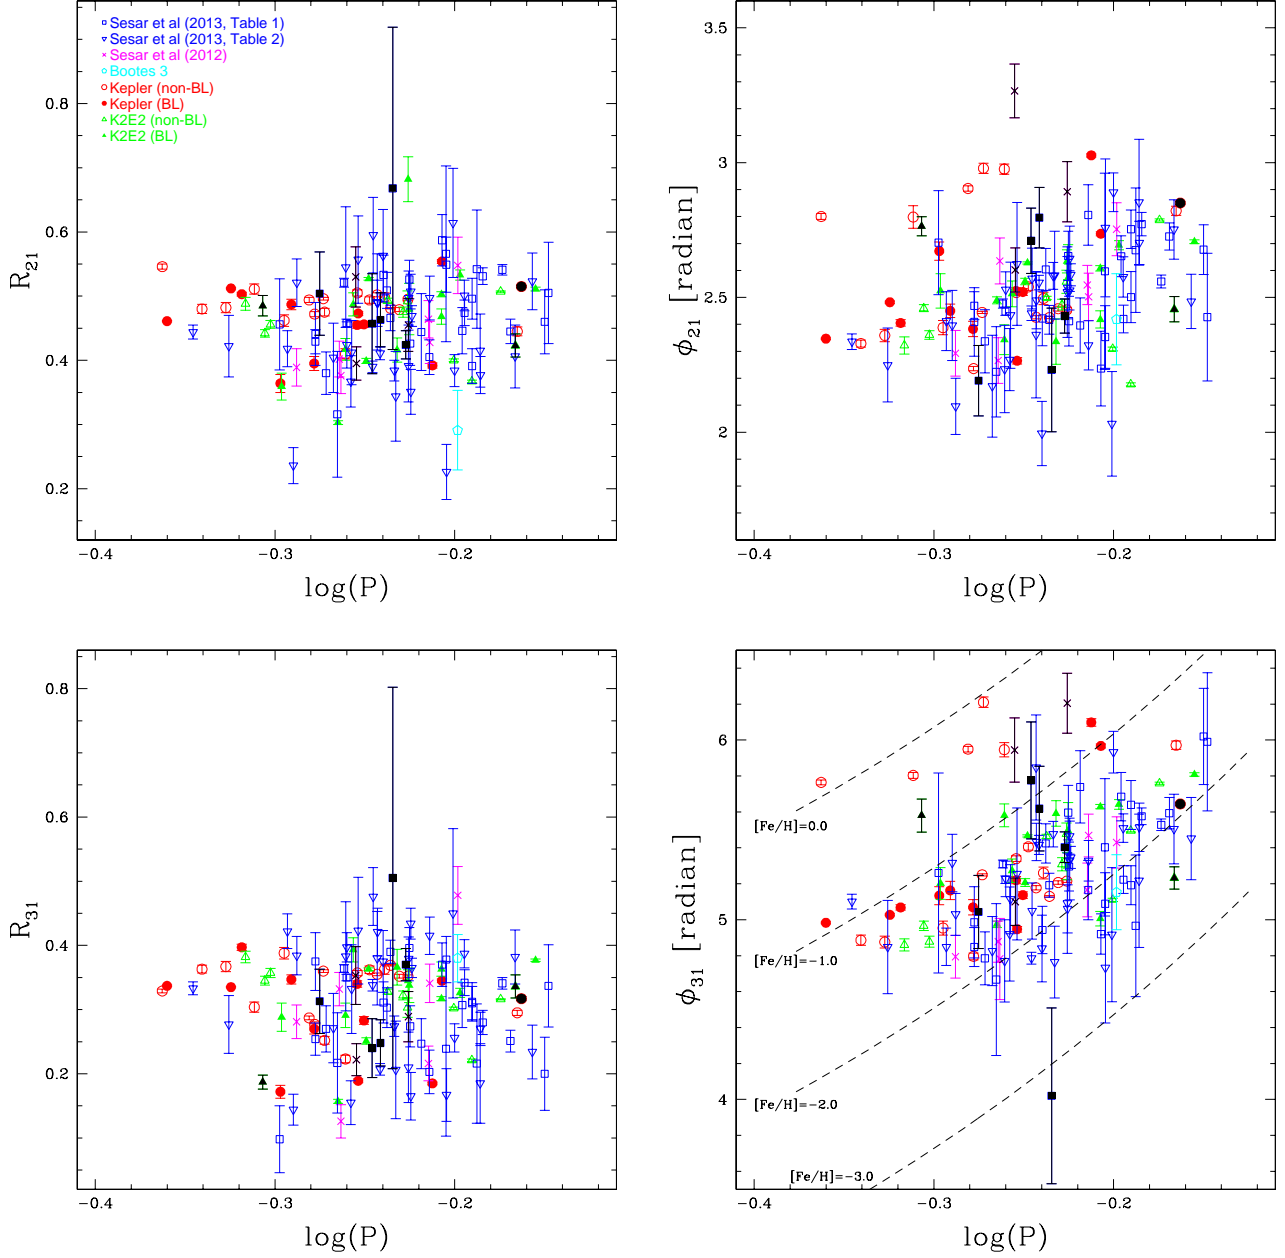 Sesar et al (2013, Table 1)
Sesar et al (2013, Table 2)
Sesar et al (2012)
Bootes 3
Kepler (non-BL)
Kepler (BL)
K2E2 (non-BL)
K2E2 (BL)
R21
0.8
0.6
0.4
0.2
−0.4
−0.3
−0.2
log(P)
ϕ21 [radian]
3.5
3
2.5
2
−0.4
−0.3
−0.2
log(P)
R31
0.8
0.6
0.4
0.2
−0.4
−0.3
−0.2
log(P)
ϕ31 [radian]
6
5
4
[Fe/H]=0.0
[Fe/H]=−1.0
[Fe/H]=−2.0
[Fe/H]=−3.0
−0.4
−0.3
−0.2
log(P)